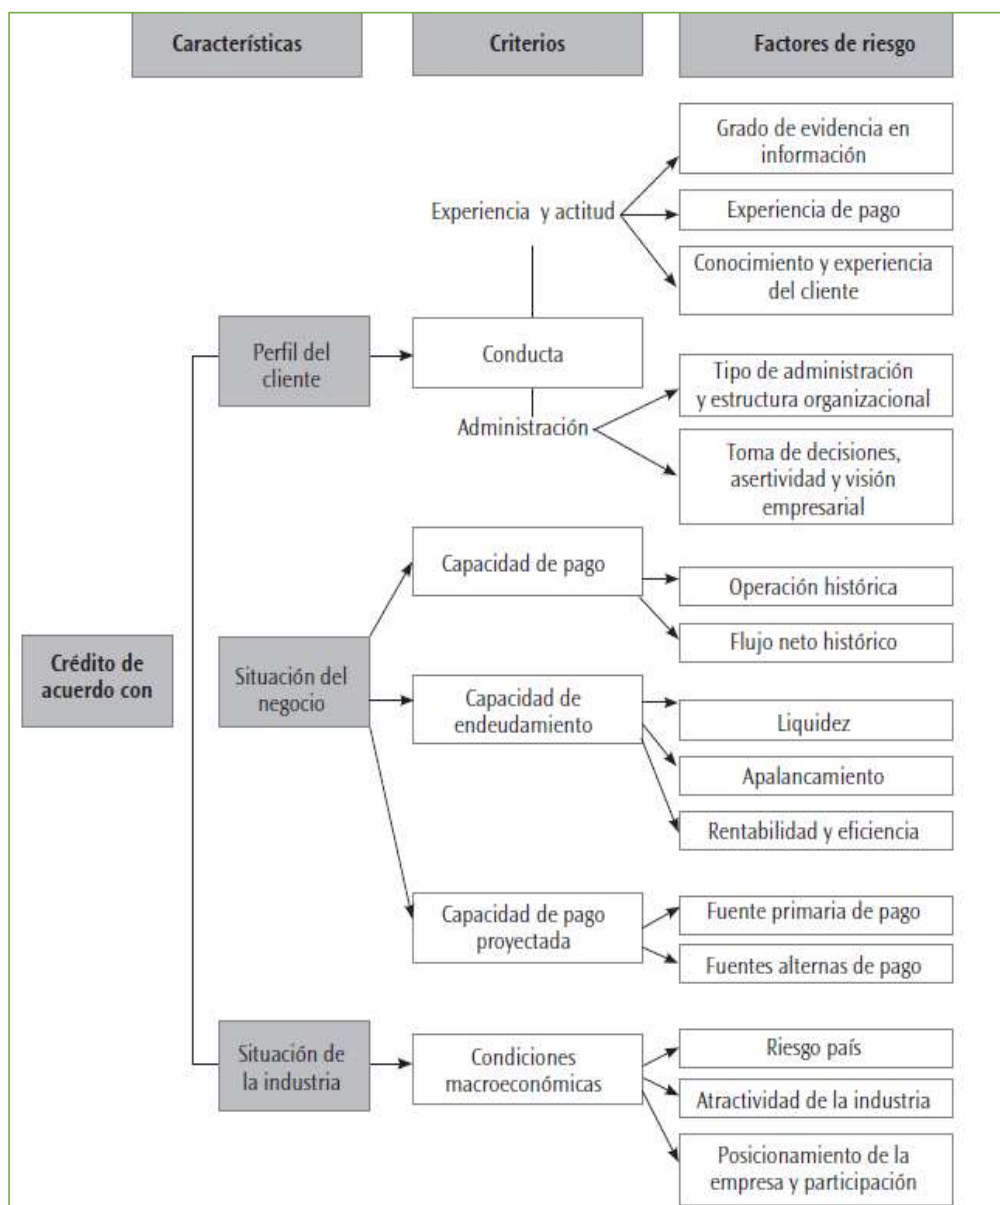 Características
Criterios
Factores de riesgo
Grado de evidencia en
información
Experiencia y actitud
Experiencia de pago
Conocimiento y experiencia
del cliente
Perfil del
cliente
Conducta
Tipo de administración
y estructura organizacional
Administración
Toma de decisiones,
asertividad y visión
empresarial
Capacidad de pago
Operación histórica
Flujo neto histórico
Crédito de
acuerdo con
Situación del
negocio
Capacidad de
endeudamiento
Liquidez
Apalancamiento
Rentabilidad y eficiencia
Capacidad de pago
proyectada
Fuente primaria de pago
Fuentes alternas de pago
Situación de
la industria
Condiciones
macroeconómicas
Riesgo país
Atractividad de la industria
Posicionamiento de la
empresa y participación